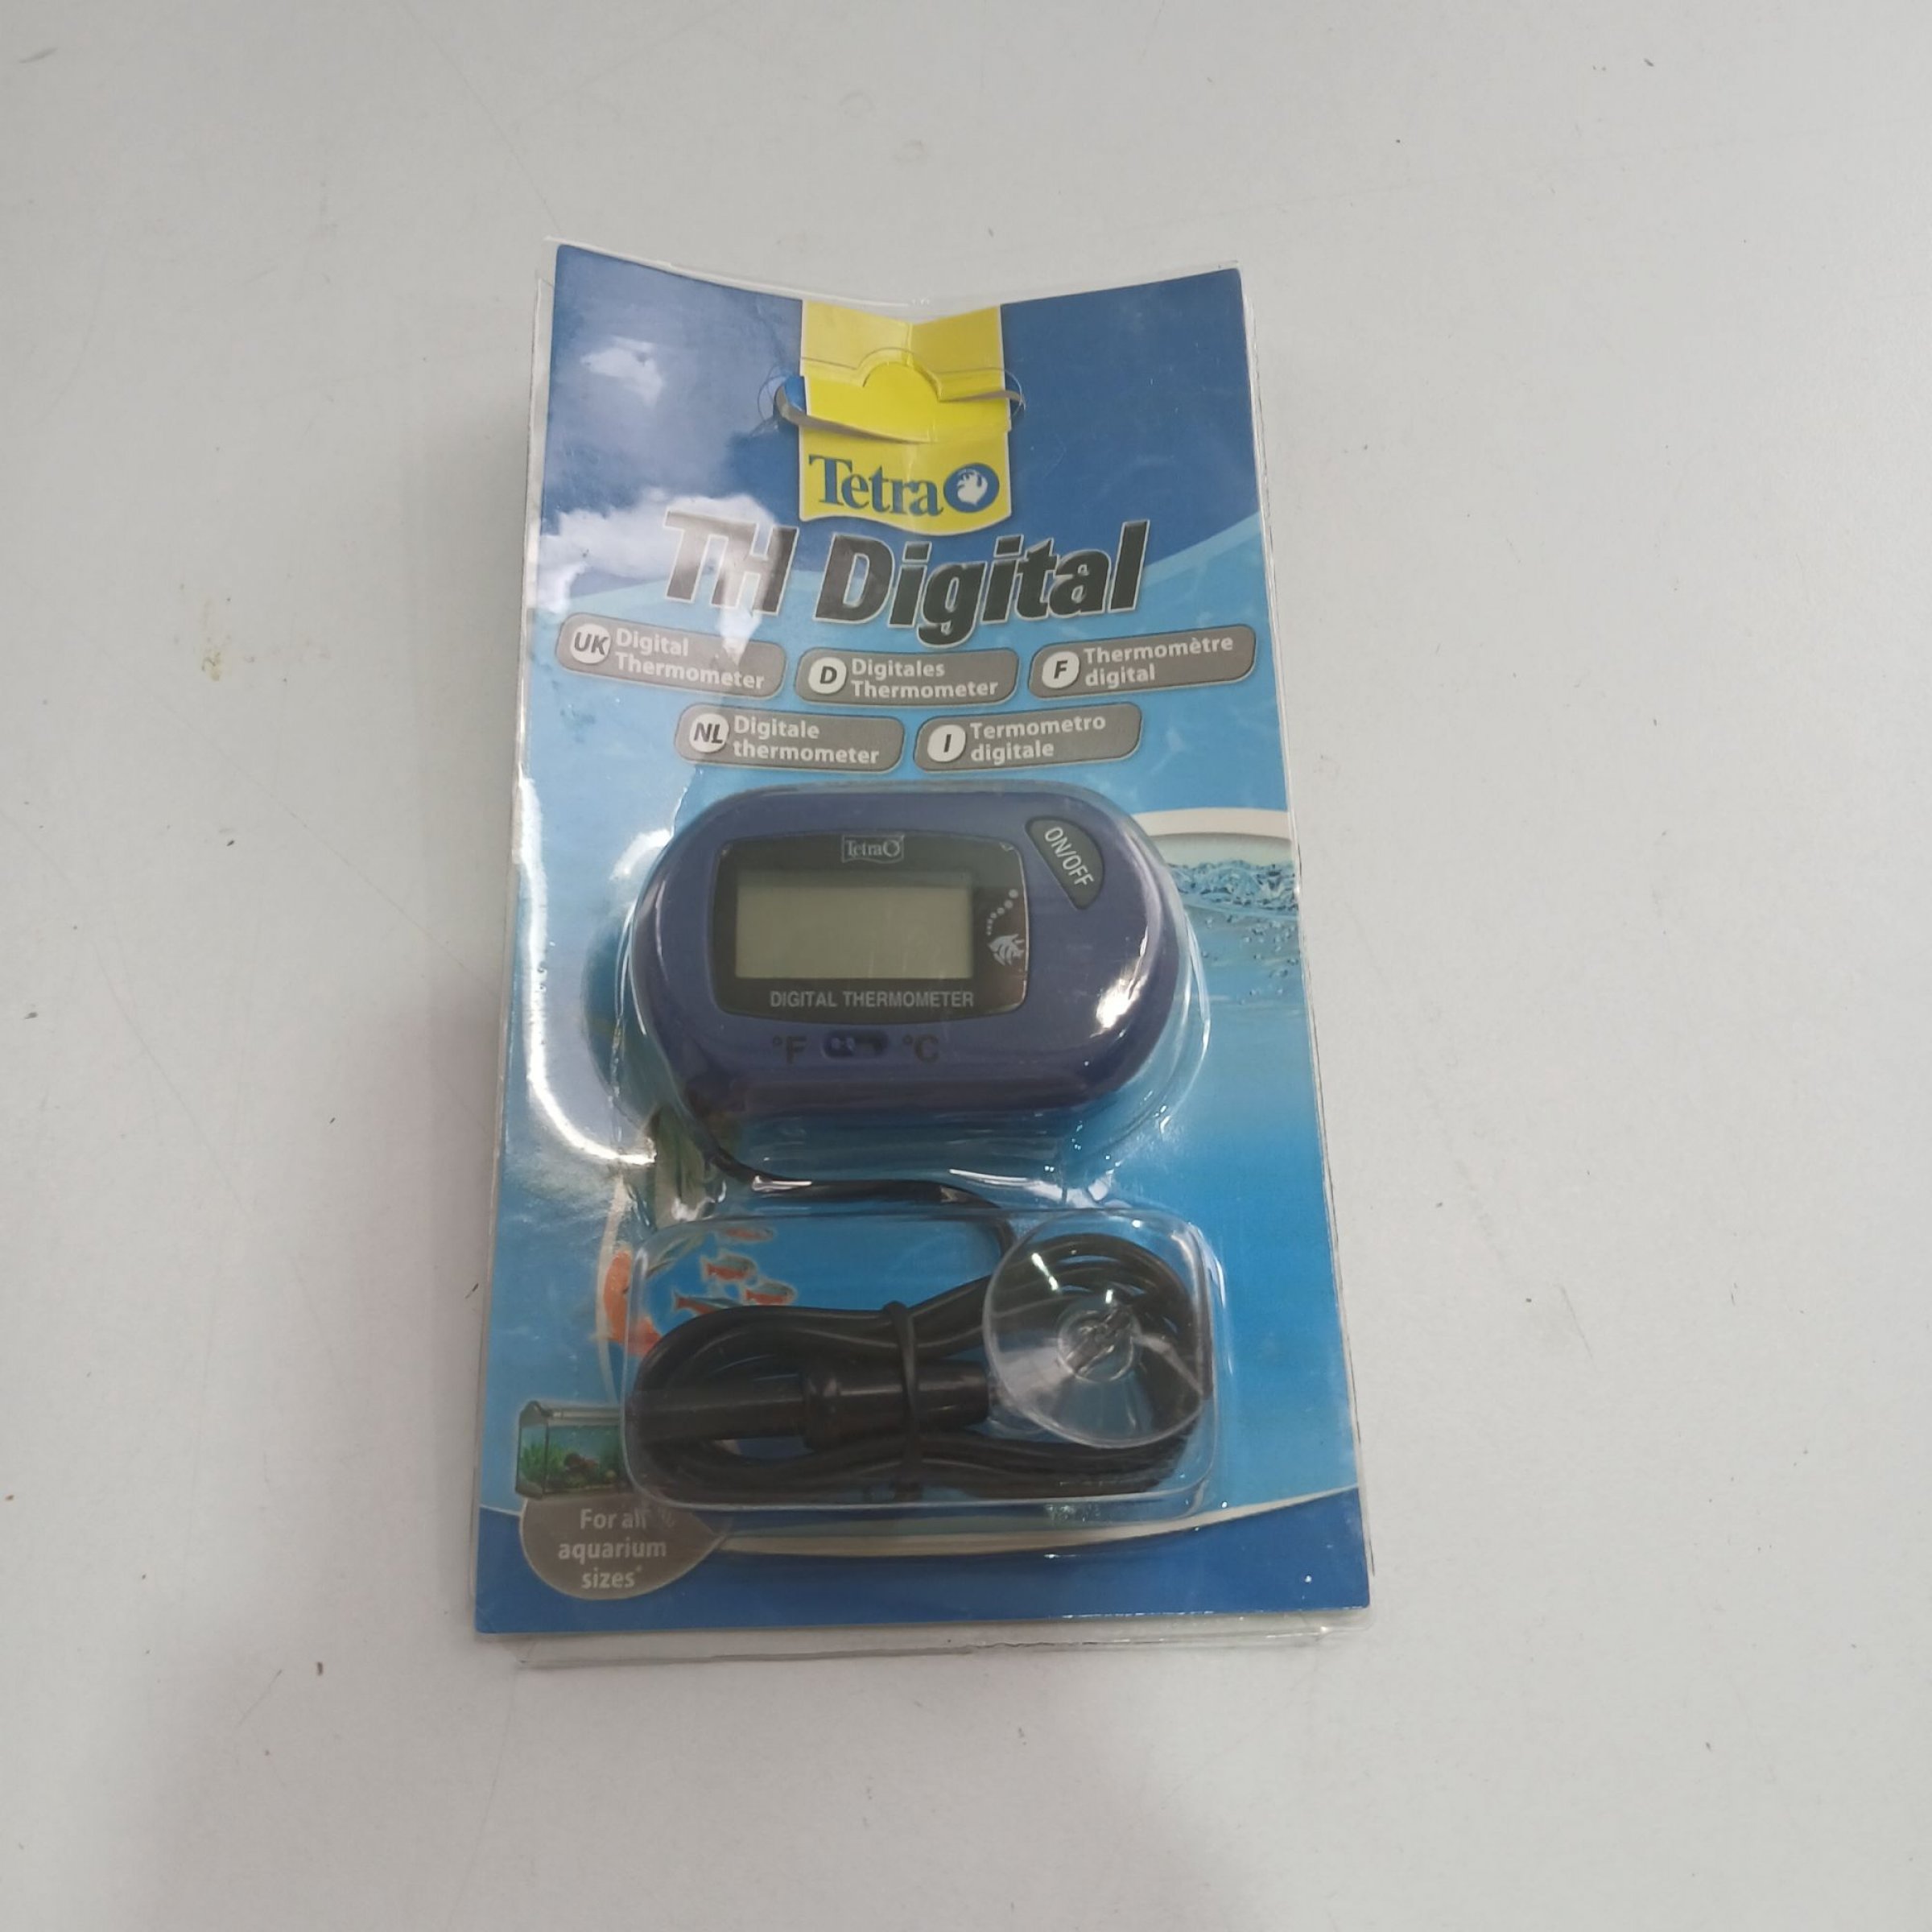 Tetra
TH Digital
UK Digital
Thermometer
D Digitales
Thermometer
F Thermomètre
digital
NL Digitale
thermometer
I Termometro
digitale
Tetra
ON/OFF
DIGITAL THERMOMETER
°F °C
For all
aquarium
sizes*